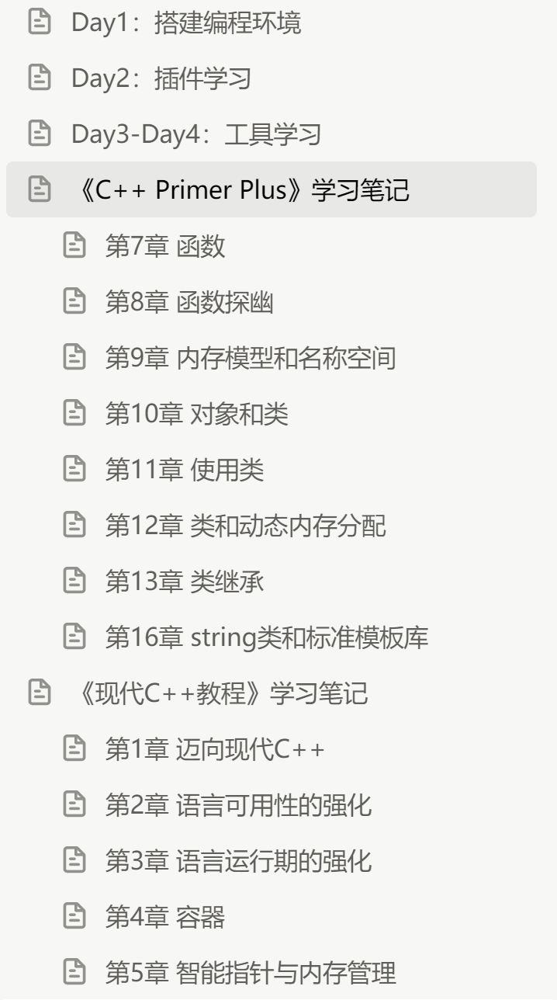 Day1：搭建编程环境
Day2：插件学习
Day3-Day4：工具学习
《C++ Primer Plus》学习笔记
第7章 函数
第8章 函数探幽
第9章 内存模型和名称空间
第10章 对象和类
第11章 使用类
第12章 类和动态内存分配
第13章 类继承
第16章 string类和标准模板库
《现代C++教程》学习笔记
第1章 迈向现代C++
第2章 语言可用性的强化
第3章 语言运行期的强化
第4章 容器
第5章 智能指针与内存管理